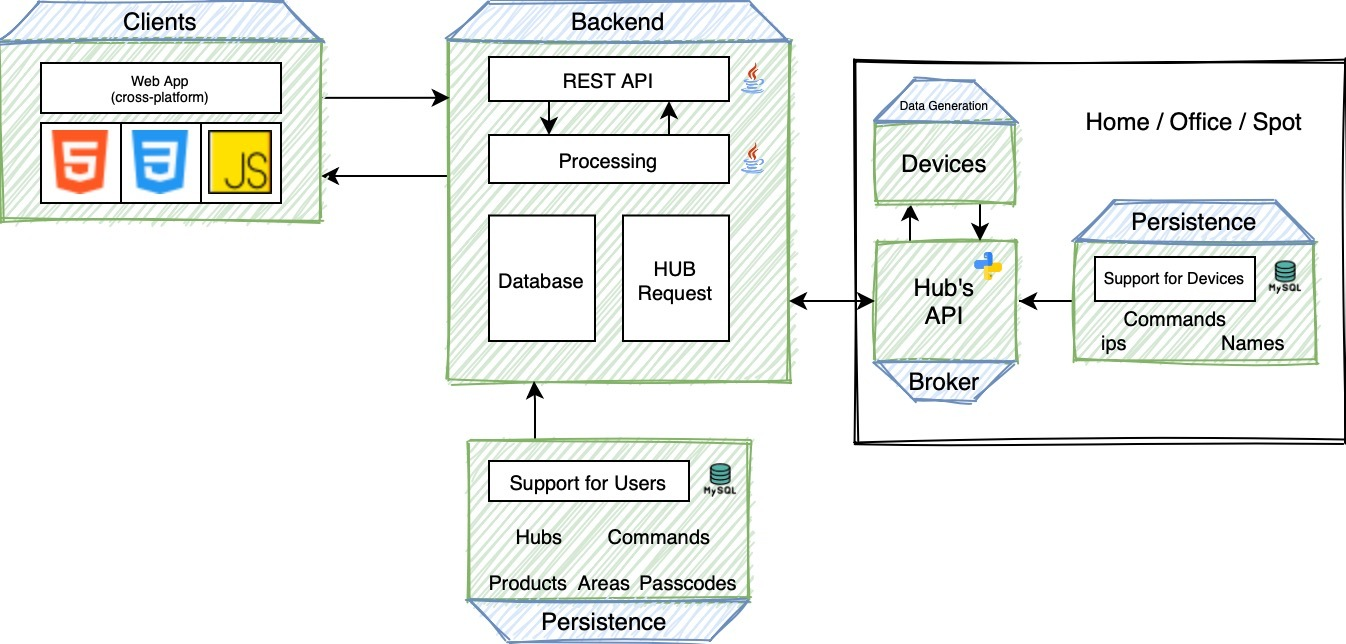 Clients
Web App
(cross-platform)
5
3
JS
Backend
REST API
Processing
Database
HUB
Request
Support for Users
MySQL
Hubs Commands
Products Areas Passcodes
Persistence
Home / Office / Spot
Data Generation
Devices
Hub's
API
Broker
Persistence
Support for Devices
MySQL
Commands
ips Names